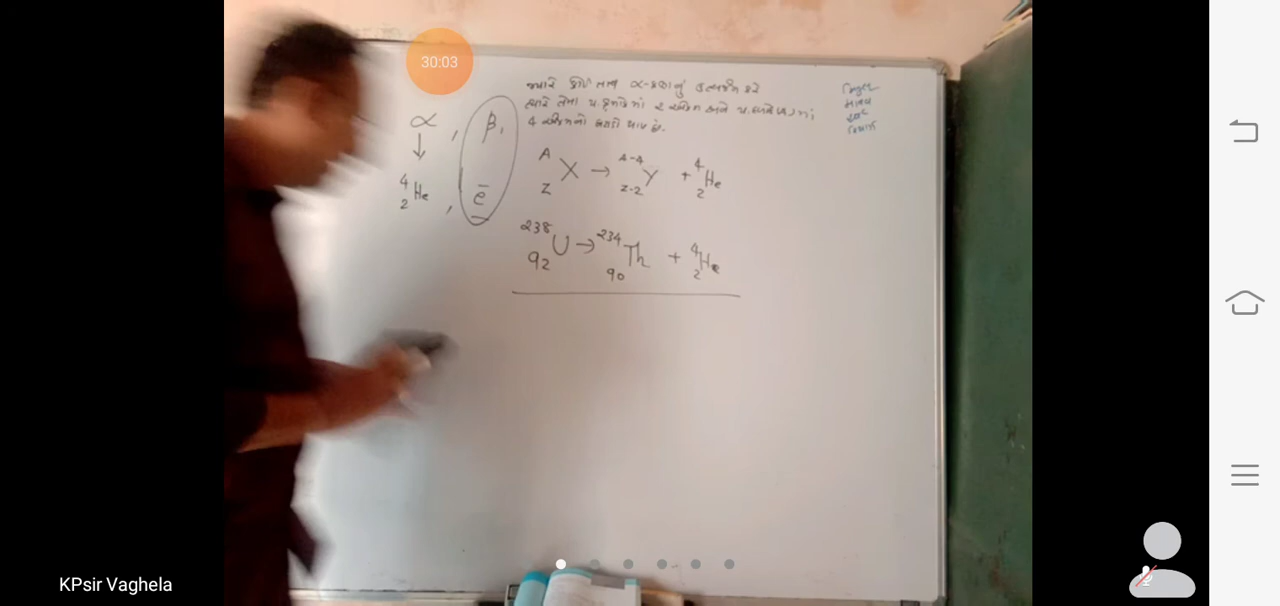 30:03
જ્યારે કોઈ તત્વ α-કણનું ઉત્સર્જન કરે
ત્યારે તેના પ.ક્રમાંકમાં 2 એકમ અને પ.દળાંક(A)માં
4 એકમનો ઘટાડો થાય છે.
α , β,
↓
⁴₂He , e⁻
ᴬ_Z X → ᴬ⁻⁴_Z-2 Y + ⁴₂He
²³⁸₉₂U → ²³⁴₉₀Th + ⁴₂He
KPsir Vaghela